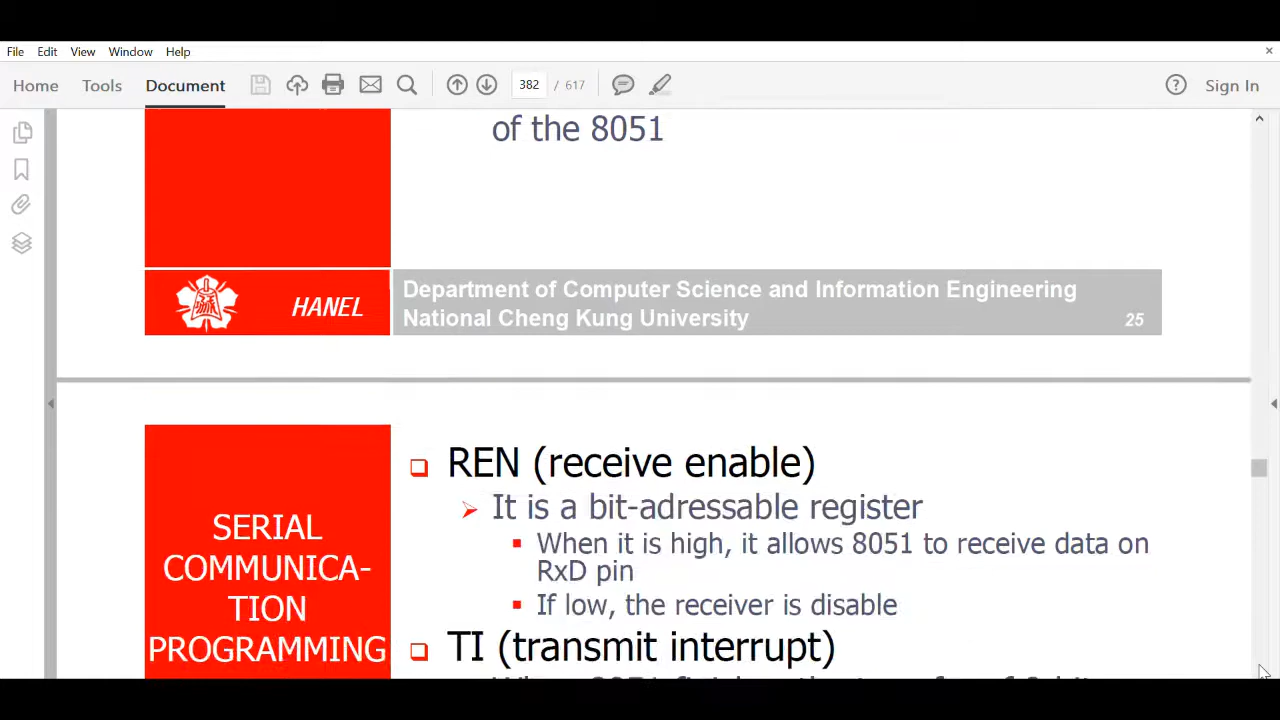 File Edit View Window Help
Home Tools Document 382 / 617 Sign In
of the 8051
HANEL
Department of Computer Science and Information Engineering
National Cheng Kung University
25
SERIAL
COMMUNICA-
TION
PROGRAMMING
REN (receive enable)
It is a bit-adressable register
When it is high, it allows 8051 to receive data on
RxD pin
If low, the receiver is disable
TI (transmit interrupt)